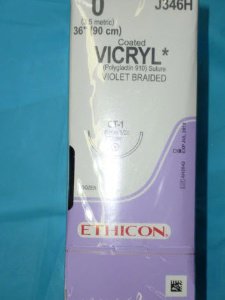 0
J346H
36" (90 cm)
Coated
VICRYL*
(Polyglactin 910) Suture
VIOLET BRAIDED
CT-1
ETHICON